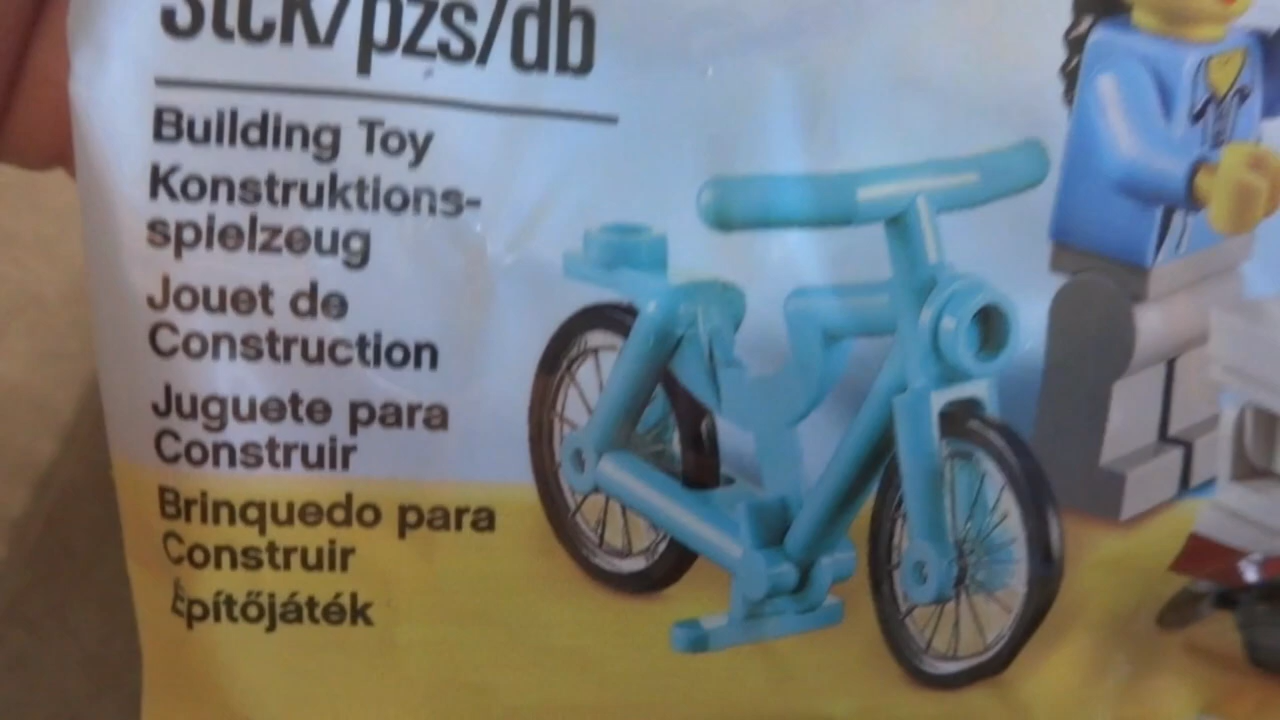 Stck/pzs/db
Building Toy
Konstruktions-
spielzeug
Jouet de
Construction
Juguete para
Construir
Brinquedo para
Construir
Építőjáték